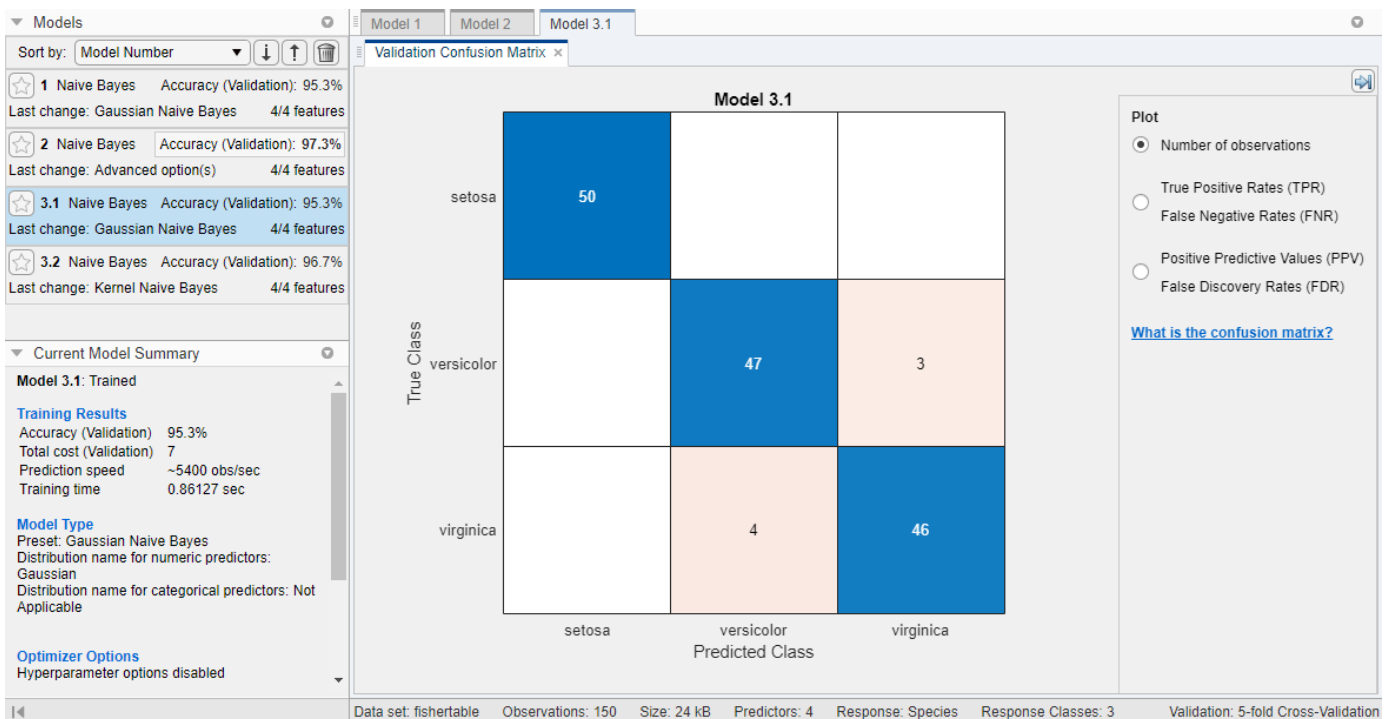 Models
Sort by: Model Number
1 Naive Bayes Accuracy (Validation): 95.3%
Last change: Gaussian Naive Bayes 4/4 features
2 Naive Bayes Accuracy (Validation): 97.3%
Last change: Advanced option(s) 4/4 features
3.1 Naive Bayes Accuracy (Validation): 95.3%
Last change: Gaussian Naive Bayes 4/4 features
3.2 Naive Bayes Accuracy (Validation): 96.7%
Last change: Kernel Naive Bayes 4/4 features
Current Model Summary
Model 3.1: Trained
Training Results
Accuracy (Validation) 95.3%
Total cost (Validation) 7
Prediction speed ~5400 obs/sec
Training time 0.86127 sec
Model Type
Preset: Gaussian Naive Bayes
Distribution name for numeric predictors:
Gaussian
Distribution name for categorical predictors: Not
Applicable
Optimizer Options
Hyperparameter options disabled
Model 1 Model 2 Model 3.1
Validation Confusion Matrix ×
Model 3.1
True Class
setosa 50
versicolor 47 3
virginica 4 46
setosa versicolor virginica
Predicted Class
Plot
Number of observations
True Positive Rates (TPR)
False Negative Rates (FNR)
Positive Predictive Values (PPV)
False Discovery Rates (FDR)
What is the confusion matrix?
Data set: fishertable Observations: 150 Size: 24 kB Predictors: 4 Response: Species Response Classes: 3 Validation: 5-fold Cross-Validation